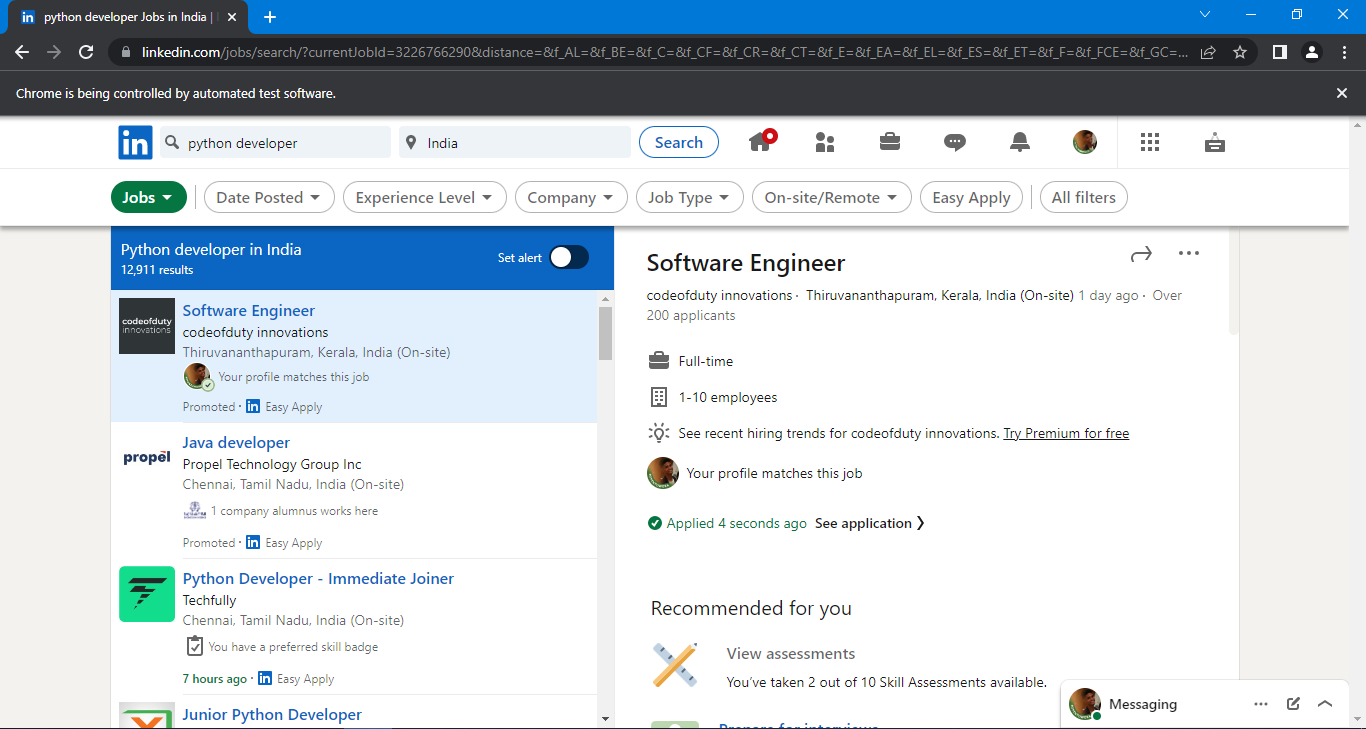 python developer Jobs in India |
linkedin.com/jobs/search/?currentJobId=3226766290&distance=&f_AL=&f_BE=&f_C=&f_CF=&f_CR=&f_CT=&f_E=&f_EA=&f_EL=&f_ES=&f_ET=&f_F=&f_FCE=&f_GC=...
Chrome is being controlled by automated test software.
in python developer India Search
Jobs Date Posted Experience Level Company Job Type On-site/Remote Easy Apply All filters
Python developer in India
12,911 results
Set alert
codeofduty
innovations
Software Engineer
codeofduty innovations
Thiruvananthapuram, Kerala, India (On-site)
Your profile matches this job
Promoted · in Easy Apply
propel
Java developer
Propel Technology Group Inc
Chennai, Tamil Nadu, India (On-site)
1 company alumnus works here
Promoted · in Easy Apply
Python Developer - Immediate Joiner
Techfully
Chennai, Tamil Nadu, India (On-site)
You have a preferred skill badge
7 hours ago · in Easy Apply
Junior Python Developer
Software Engineer
codeofduty innovations · Thiruvananthapuram, Kerala, India (On-site) 1 day ago · Over
200 applicants
Full-time
1-10 employees
See recent hiring trends for codeofduty innovations. Try Premium for free
Your profile matches this job
Applied 4 seconds ago See application ❯
Recommended for you
View assessments
You've taken 2 out of 10 Skill Assessments available.
Prepare for interviews
Messaging